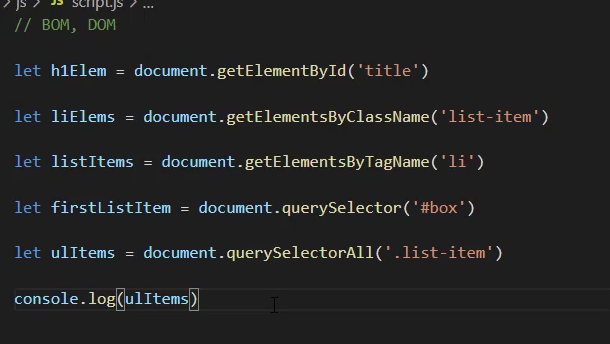 > js > JS script.js > ...
// BOM, DOM
let h1Elem = document.getElementById('title')
let liElems = document.getElementsByClassName('list-item')
let listItems = document.getElementsByTagName('li')
let firstListItem = document.querySelector('#box')
let ulItems = document.querySelectorAll('.list-item')
console.log(ulItems)